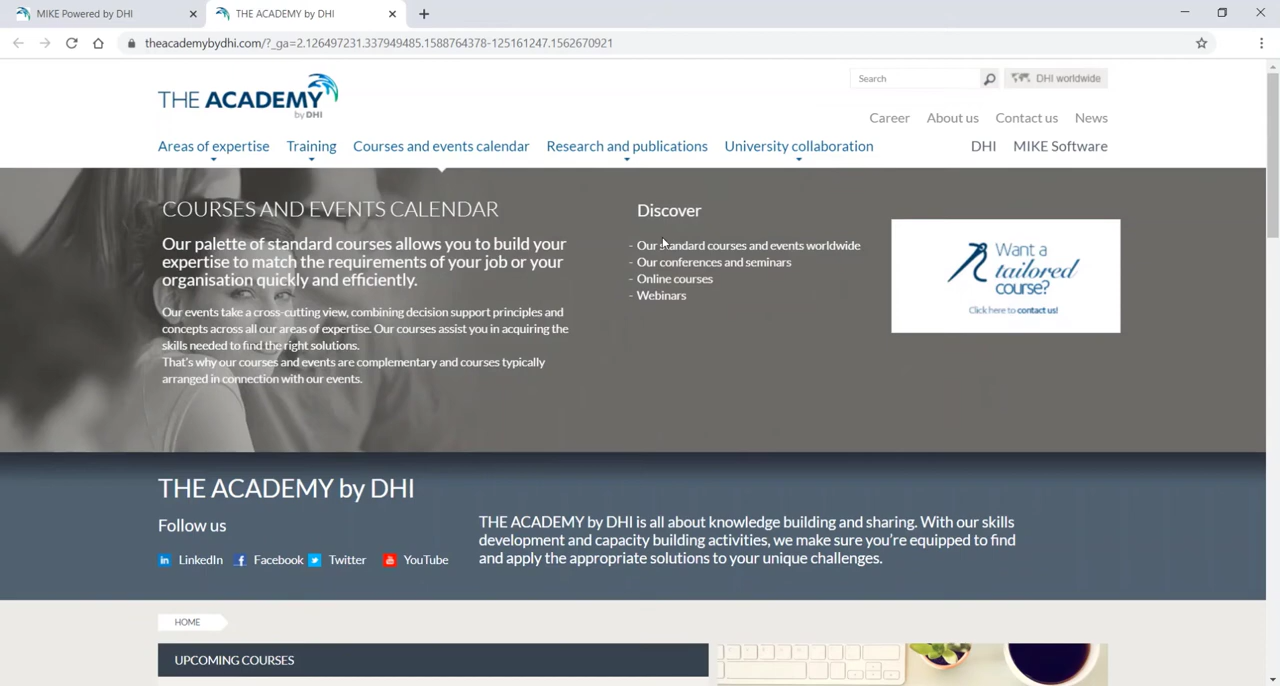 MIKE Powered by DHI
THE ACADEMY by DHI
theacademybydhi.com/?_ga=2.126497231.337949485.1588764378-125161247.1562670921
THE ACADEMY
by DHI
Search
DHI worldwide
Career
About us
Contact us
News
Areas of expertise
Training
Courses and events calendar
Research and publications
University collaboration
DHI
MIKE Software
COURSES AND EVENTS CALENDAR
Our palette of standard courses allows you to build your
expertise to match the requirements of your job or your
organisation quickly and efficiently.
Our events take a cross-cutting view, combining decision support principles and
concepts across all our areas of expertise. Our courses assist you in acquiring the
skills needed to find the right solutions.
That's why our courses and events are complementary and courses typically
arranged in connection with our events.
Discover
- Our standard courses and events worldwide
- Our conferences and seminars
- Online courses
- Webinars
Want a
tailored
course?
Click here to contact us!
THE ACADEMY by DHI
Follow us
LinkedIn
Facebook
Twitter
YouTube
THE ACADEMY by DHI is all about knowledge building and sharing. With our skills
development and capacity building activities, we make sure you're equipped to find
and apply the appropriate solutions to your unique challenges.
HOME
UPCOMING COURSES